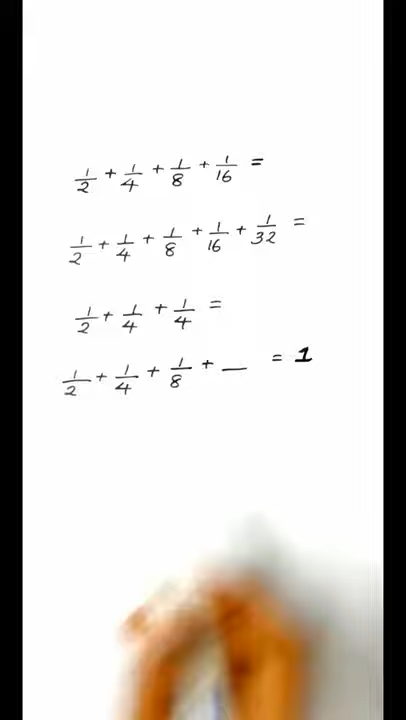 1/2 + 1/4 + 1/8 + 1/16 =
1/2 + 1/4 + 1/8 + 1/16 + 1/32 =
1/2 + 1/4 + 1/4 =
1/2 + 1/4 + 1/8 + __ = 1